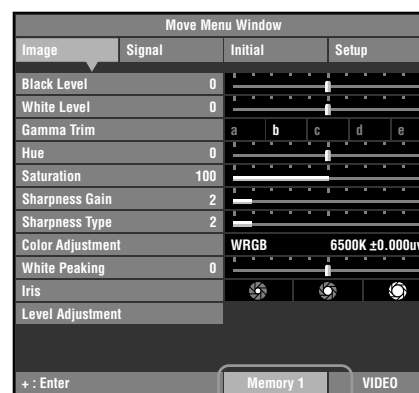 Move Menu Window
Image Signal Initial Setup
Black Level 0
White Level 0
Gamma Trim a b c d e
Hue 0
Saturation 100
Sharpness Gain 2
Sharpness Type 2
Color Adjustment WRGB 6500K ±0.000uv
White Peaking 0
Iris
Level Adjustment
+ : Enter Memory 1 VIDEO